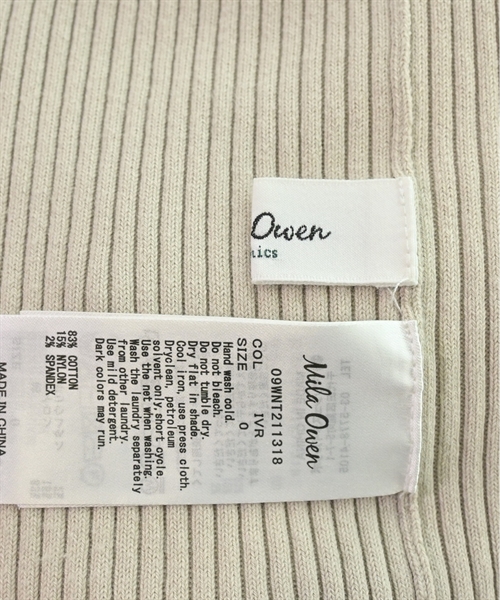 Owen
nics
Mila Owen
09WNT211318
COL IVR
SIZE 0
Hand wash cold.
Do not bleach.
Do not tumble dry.
Dry flat in shade.
Cool iron, use press cloth.
Dryclean, petroleum
solvent only,short cycle.
Use the net when washing.
Wash the laundry separately
from other laundry.
Use mild detergent.
Dark colors may run.
83% COTTON
15% NYLON
2% SPANDEX
MADE IN CHINA